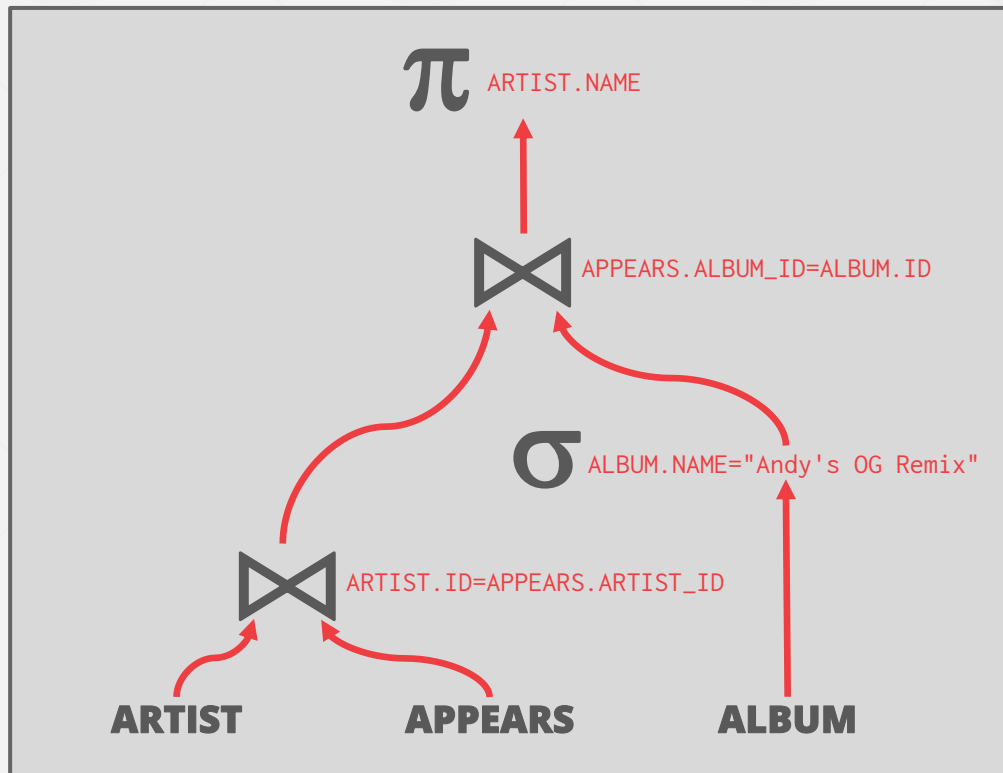 π ARTIST.NAME
⋈ APPEARS.ALBUM_ID=ALBUM.ID
σ ALBUM.NAME="Andy's OG Remix"
⋈ ARTIST.ID=APPEARS.ARTIST_ID
ARTIST APPEARS ALBUM